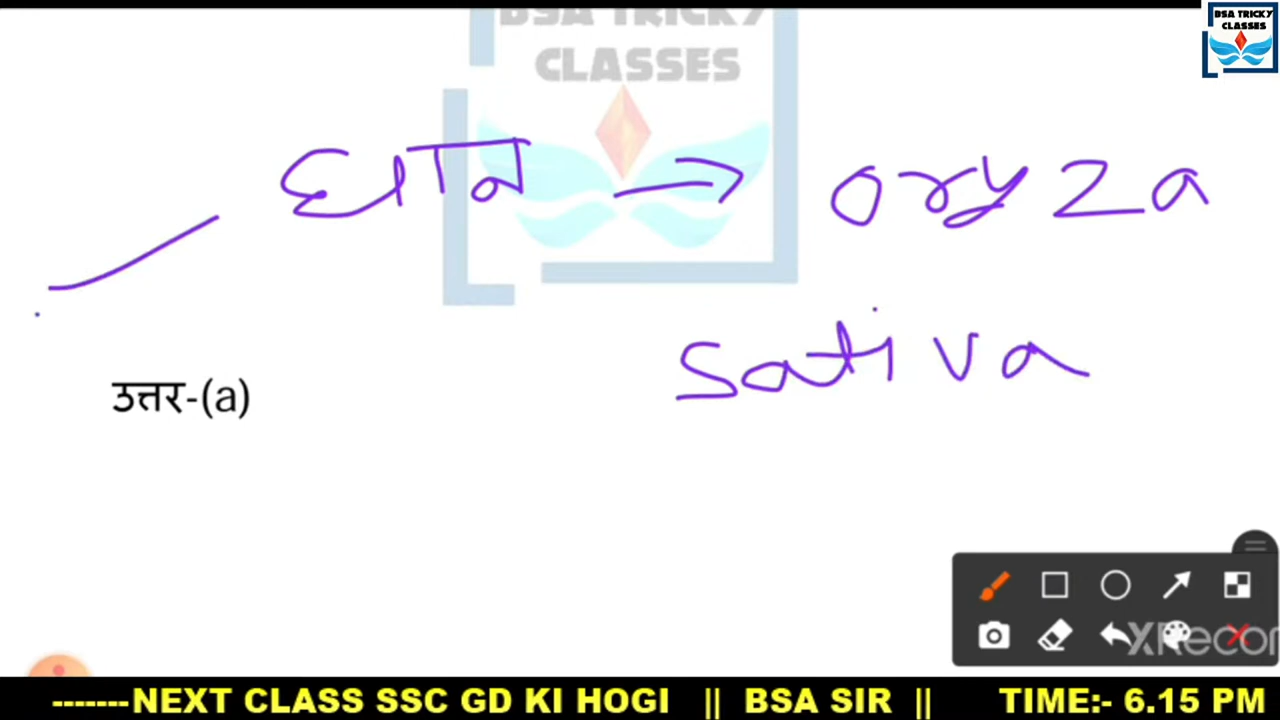 BSA TRICKY
CLASSES
BSA TRICKY
CLASSES
धान → oryza
sativa
उत्तर-(a)
XRecor
-------NEXT CLASS SSC GD KI HOGI || BSA SIR || TIME:- 6.15 PM